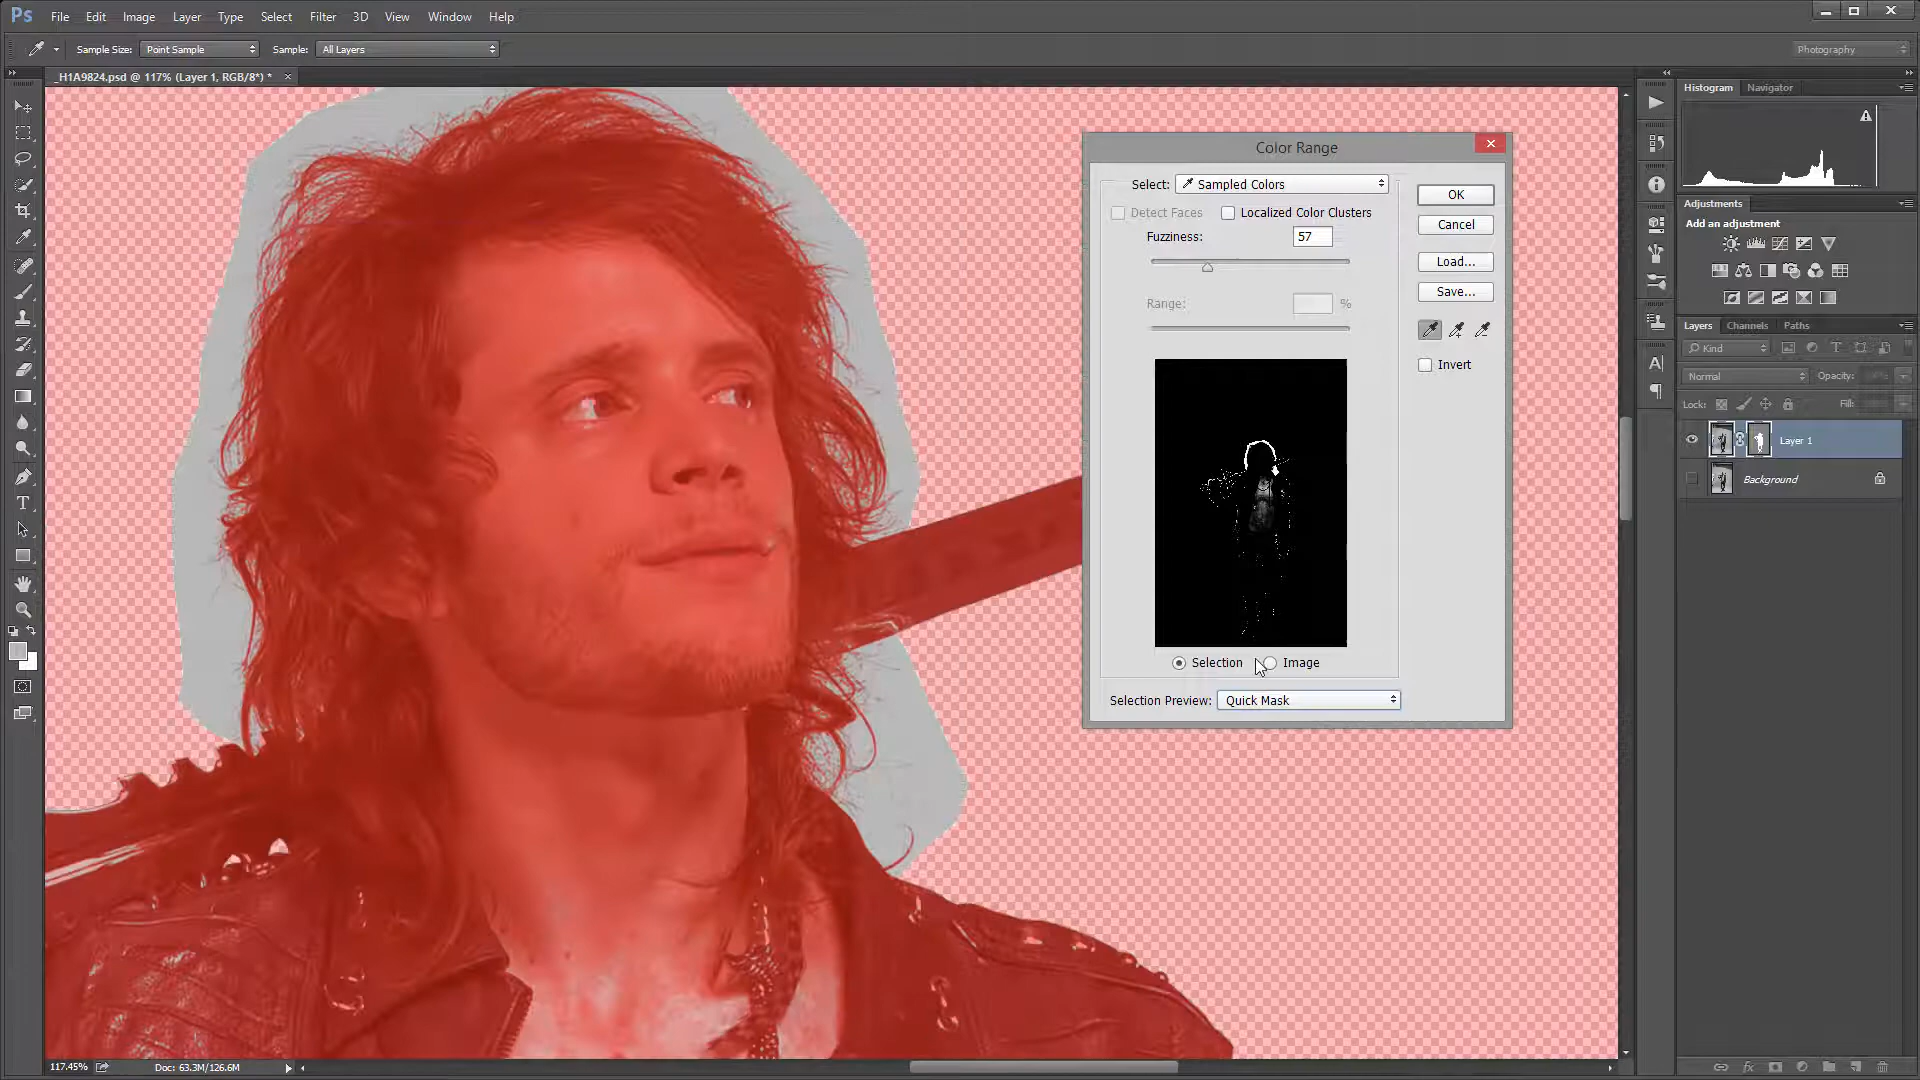 Ps File Edit Image Layer Type Select Filter 3D View Window Help
Sample Size: Point Sample Sample: All Layers Photography
_H1A9824.psd @ 117% (Layer 1, RGB/8*) * ×
Histogram Navigator
Color Range
Select: Sampled Colors
OK
Detect Faces Localized Color Clusters
Cancel
Fuzziness: 57
Load...
Range: %
Save...
Invert
Selection Image
Selection Preview: Quick Mask
Adjustments
Add an adjustment
Layers Channels Paths
Kind
Normal Opacity:
Lock: Fill:
Layer 1
Background
117.45% Doc: 63.3M/126.6M